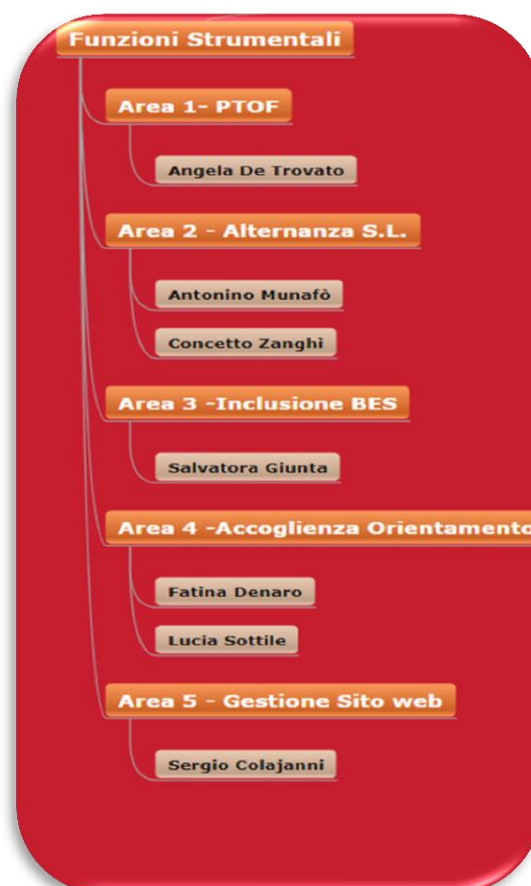 Funzioni Strumentali
Area 1- PTOF
Angela De Trovato
Area 2 - Alternanza S.L.
Antonino Munafò
Concetto Zanghì
Area 3 -Inclusione BES
Salvatora Giunta
Area 4 -Accoglienza Orientamento
Fatina Denaro
Lucia Sottile
Area 5 - Gestione Sito web
Sergio Colajanni